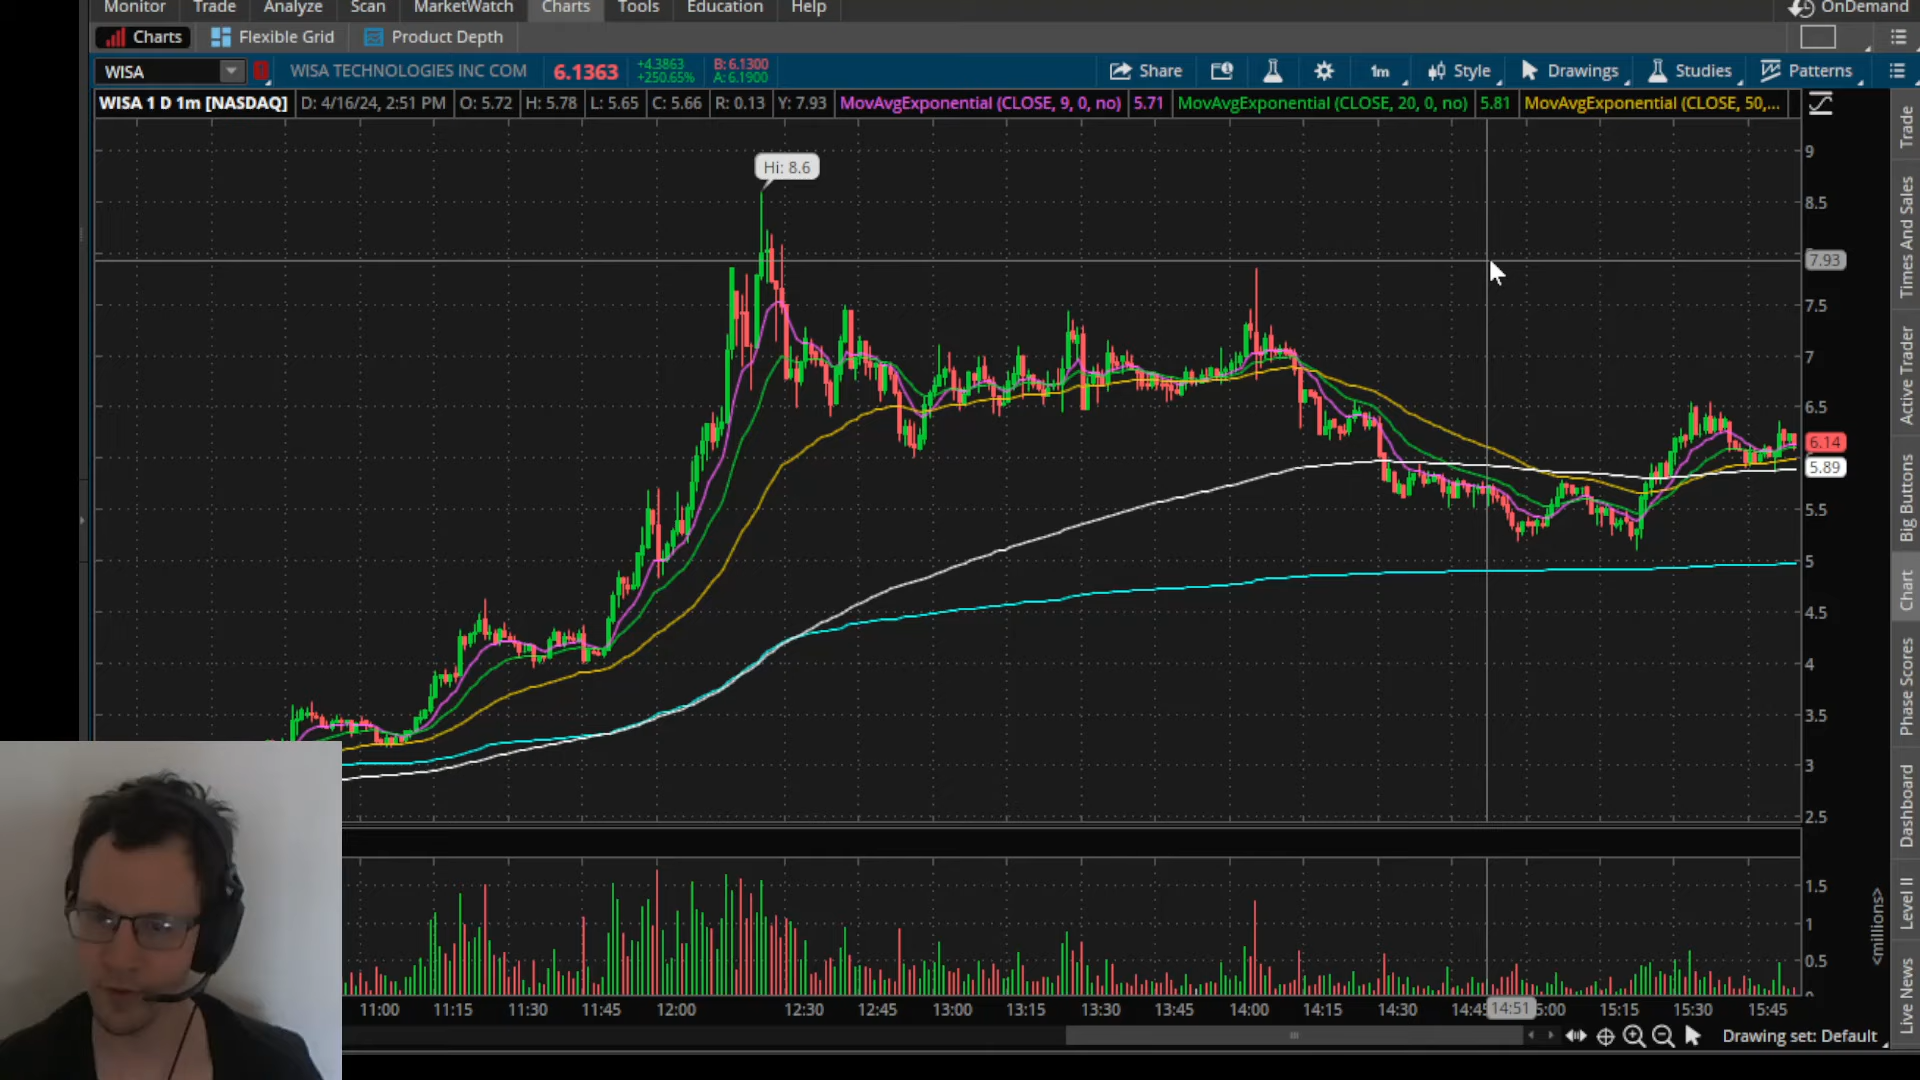 Monitor Trade Analyze Scan MarketWatch Charts Tools Education Help OnDemand
Charts Flexible Grid Product Depth
WISA WISA TECHNOLOGIES INC COM 6.1363 +4.3863 +250.65% B: 6.1300 A: 6.1900 Share 1m Style Drawings Studies Patterns
WISA 1 D 1m [NASDAQ] D: 4/16/24, 2:51 PM O: 5.72 H: 5.78 L: 5.65 C: 5.66 R: 0.13 Y: 7.93 MovAvgExponential (CLOSE, 9, 0, no) 5.71 MovAvgExponential (CLOSE, 20, 0, no) 5.81 MovAvgExponential (CLOSE, 50,...
Hi: 8.6
9
8.5
7.93
7.5
7
6.5
6.14
5.89
5.5
5
4.5
4
3.5
3
2.5
1.5
1
0.5
<millions>
11:00 11:15 11:30 11:45 12:00 12:30 12:45 13:00 13:15 13:30 13:45 14:00 14:15 14:30 14:45 14:51 5:00 15:15 15:30 15:45
Drawing set: Default
Trade
Times And Sales
Active Trader
Big Buttons
Chart
Phase Scores
Dashboard
Level II
Live News